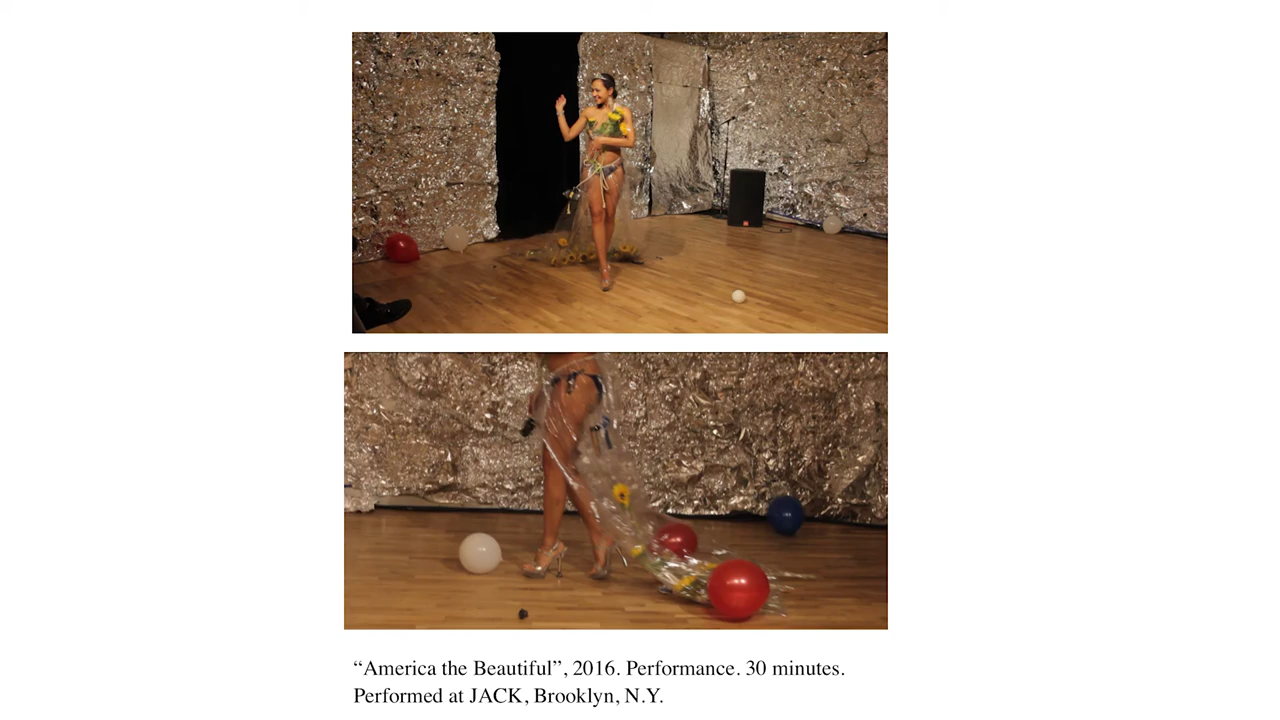 “America the Beautiful”, 2016. Performance. 30 minutes.
Performed at JACK, Brooklyn, N.Y.